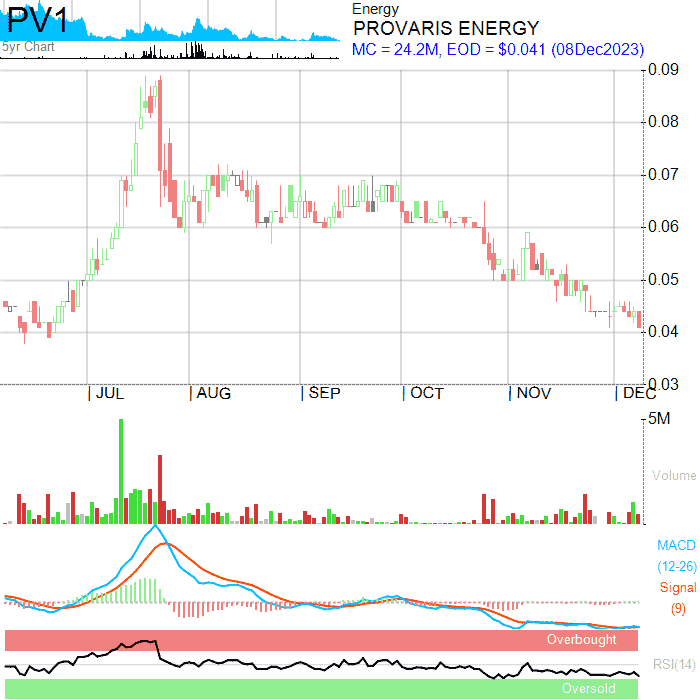 PV1
5yr Chart
Energy
PROVARIS ENERGY
MC = 24.2M, EOD = $0.041 (08Dec2023)
0.09
0.08
0.07
0.06
0.05
0.04
0.03
JUL AUG SEP OCT NOV DEC
5M
Volume
MACD
(12-26)
Signal
(9)
Overbought
RSI(14)
Oversold